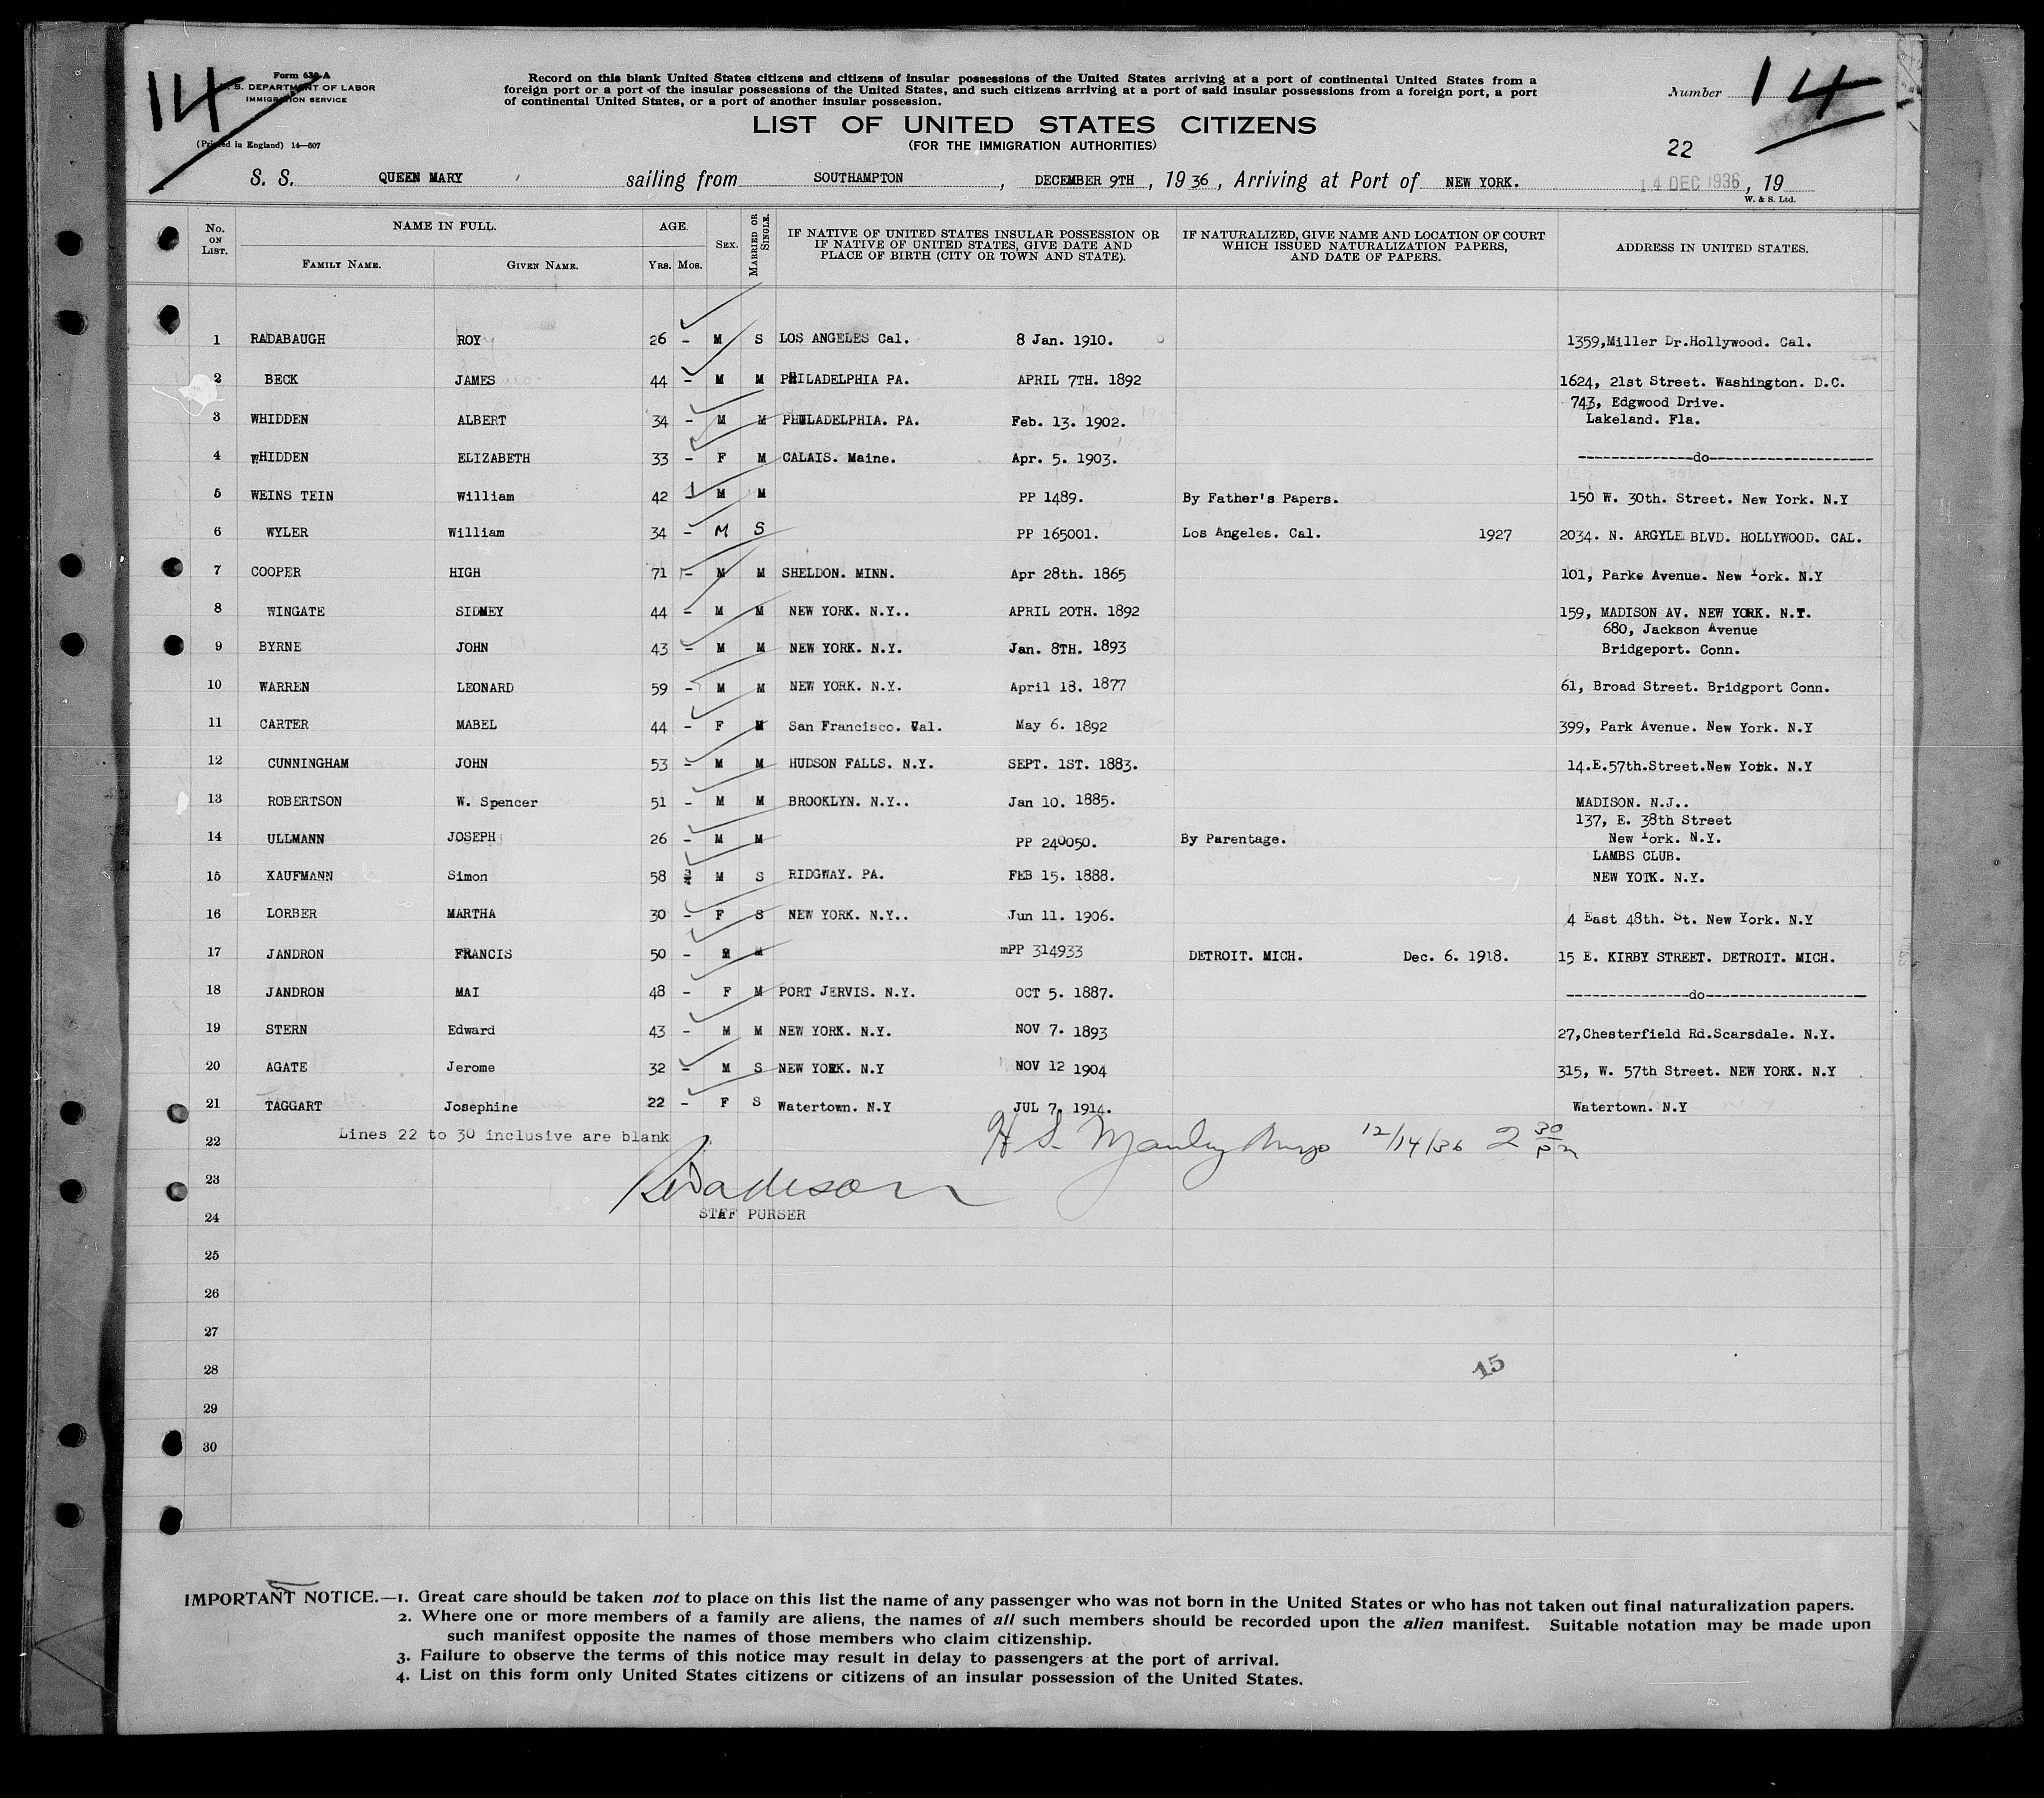 14
Form 630 A
U. S. DEPARTMENT OF LABOR
IMMIGRATION SERVICE
(Printed in England) 14—607
Record on this blank United States citizens and citizens of insular possessions of the United States arriving at a port of continental United States from a
foreign port or a port of the insular possessions of the United States, and such citizens arriving at a port of said insular possessions from a foreign port, a port
of continental United States, or a port of another insular possession.
Number 14
LIST OF UNITED STATES CITIZENS
(FOR THE IMMIGRATION AUTHORITIES)
22
S. S. QUEEN MARY sailing from SOUTHAMPTON, DECEMBER 9TH, 1936, Arriving at Port of NEW YORK. 14 DEC 1936, 19
W. & S. Ltd.
No. ON LIST. NAME IN FULL. FAMILY NAME. GIVEN NAME. AGE. YRS. MOS. SEX. MARRIED OR SINGLE. IF NATIVE OF UNITED STATES INSULAR POSSESSION OR IF NATIVE OF UNITED STATES, GIVE DATE AND PLACE OF BIRTH (CITY OR TOWN AND STATE). IF NATURALIZED, GIVE NAME AND LOCATION OF COURT WHICH ISSUED NATURALIZATION PAPERS, AND DATE OF PAPERS. ADDRESS IN UNITED STATES.
1 RADABAUGH ROY 26 - M S LOS ANGELES Cal. 8 Jan. 1910. 1359,Miller Dr.Hollywood. Cal.
2 BECK JAMES 44 - M M PHILADELPHIA PA. APRIL 7TH. 1892 1624, 21st Street. Washington. D.C.
743, Edgwood Drive.
3 WHIDDEN ALBERT 34 - M M PHILADELPHIA. PA. Feb. 13. 1902. Lakeland. Fla.
4 WHIDDEN ELIZABETH 33 - F M CALAIS. Maine. Apr. 5. 1903. --------------do--------------------
5 WEINS TEIN William 42 1 M M PP 1489. By Father's Papers. 150 W. 30th. Street. New York. N.Y
6 WYLER William 34 - M S PP 165001. Los Angeles. Cal. 1927 2034. N. ARGYLE BLVD. HOLLYWOOD. CAL.
7 COOPER HIGH 71 - M M SHELDON. MINN. Apr 28th. 1865 101, Parke Avenue. New York. N.Y
8 WINGATE SIDNEY 44 - M M NEW YORK. N.Y.. APRIL 20TH. 1892 159, MADISON AV. NEW YORK. N.Y.
680, Jackson Avenue
9 BYRNE JOHN 43 - M M NEW YORK. N.Y. Jan. 8TH. 1893 Bridgeport. Conn.
10 WARREN LEONARD 59 - M M NEW YORK. N.Y. April 18. 1877 61, Broad Street. Bridgport Conn.
11 CARTER MABEL 44 - F M San Francisco. Cal. May 6. 1892 399, Park Avenue. New York. N.Y
12 CUNNINGHAM JOHN 53 - M M HUDSON FALLS. N.Y. SEPT. 1ST. 1883. 14.E.57th.Street.New York. N.Y
13 ROBERTSON W. Spencer 51 - M M BROOKLYN. N.Y.. Jan 10. 1885. MADISON. N.J..
137, E. 38th Street
14 ULLMANN JOSEPH 26 - M M PP 240050. By Parentage. New York. N.Y.
LAMBS CLUB.
15 KAUFMANN Simon 58 M S RIDGWAY. PA. FEB 15. 1888. NEW YOIK. N.Y.
16 LORBER MARTHA 30 - F S NEW YORK. N.Y.. Jun 11. 1906. 4 East 48th. St. New York. N.Y
17 JANDRON FRANCIS 50 - M M mPP 314933 DETROIT. MICH. Dec. 6. 1918. 15 E. KIRBY STREET. DETROIT. MICH.
18 JANDRON MAI 48 - F M PORT JERVIS. N.Y. OCT 5. 1887. ---------------do--------------------
19 STERN Edward 43 - M M NEW YORK. N.Y. NOV 7. 1893 27,Chesterfield Rd.Scarsdale. N.Y.
20 AGATE Jerome 32 - M S NEW YORK. N.Y NOV 12 1904 315, W. 57th Street. NEW YORK. N.Y
21 TAGGART Josephine 22 - F S Watertown. N.Y JUL 7. 1914. Watertown. N.Y
22 Lines 22 to 30 inclusive are blank H S. Manley 12/14/36 2 30 pm
23
24 STAF PURSER
25
26
27
28 15
29
30
IMPORTANT NOTICE.—1. Great care should be taken not to place on this list the name of any passenger who was not born in the United States or who has not taken out final naturalization papers.
2. Where one or more members of a family are aliens, the names of all such members should be recorded upon the alien manifest. Suitable notation may be made upon
such manifest opposite the names of those members who claim citizenship.
3. Failure to observe the terms of this notice may result in delay to passengers at the port of arrival.
4. List on this form only United States citizens or citizens of an insular possession of the United States.